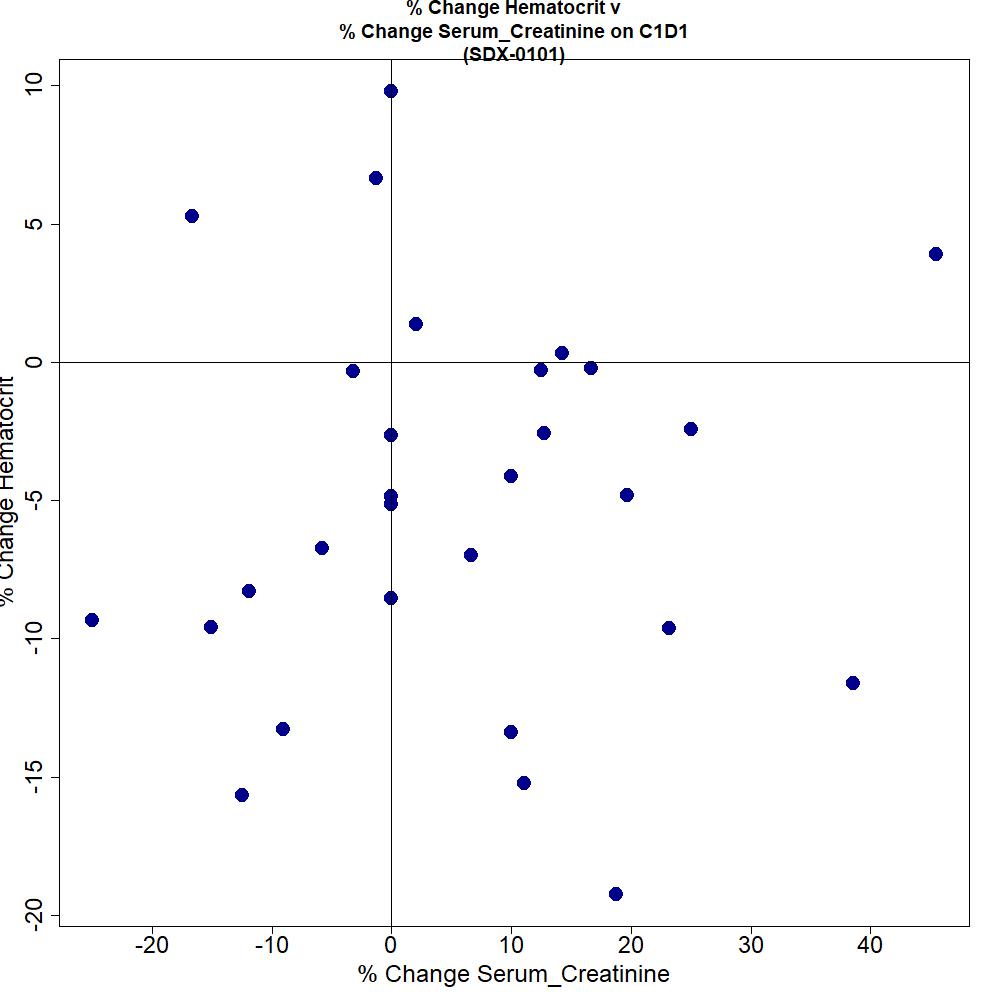 % Change Hematocrit v
% Change Serum_Creatinine on C1D1
(SDX-0101)
10
5
0
-5
-10
-15
-20
% Change Hematocrit
-20
-10
0
10
20
30
40
% Change Serum_Creatinine